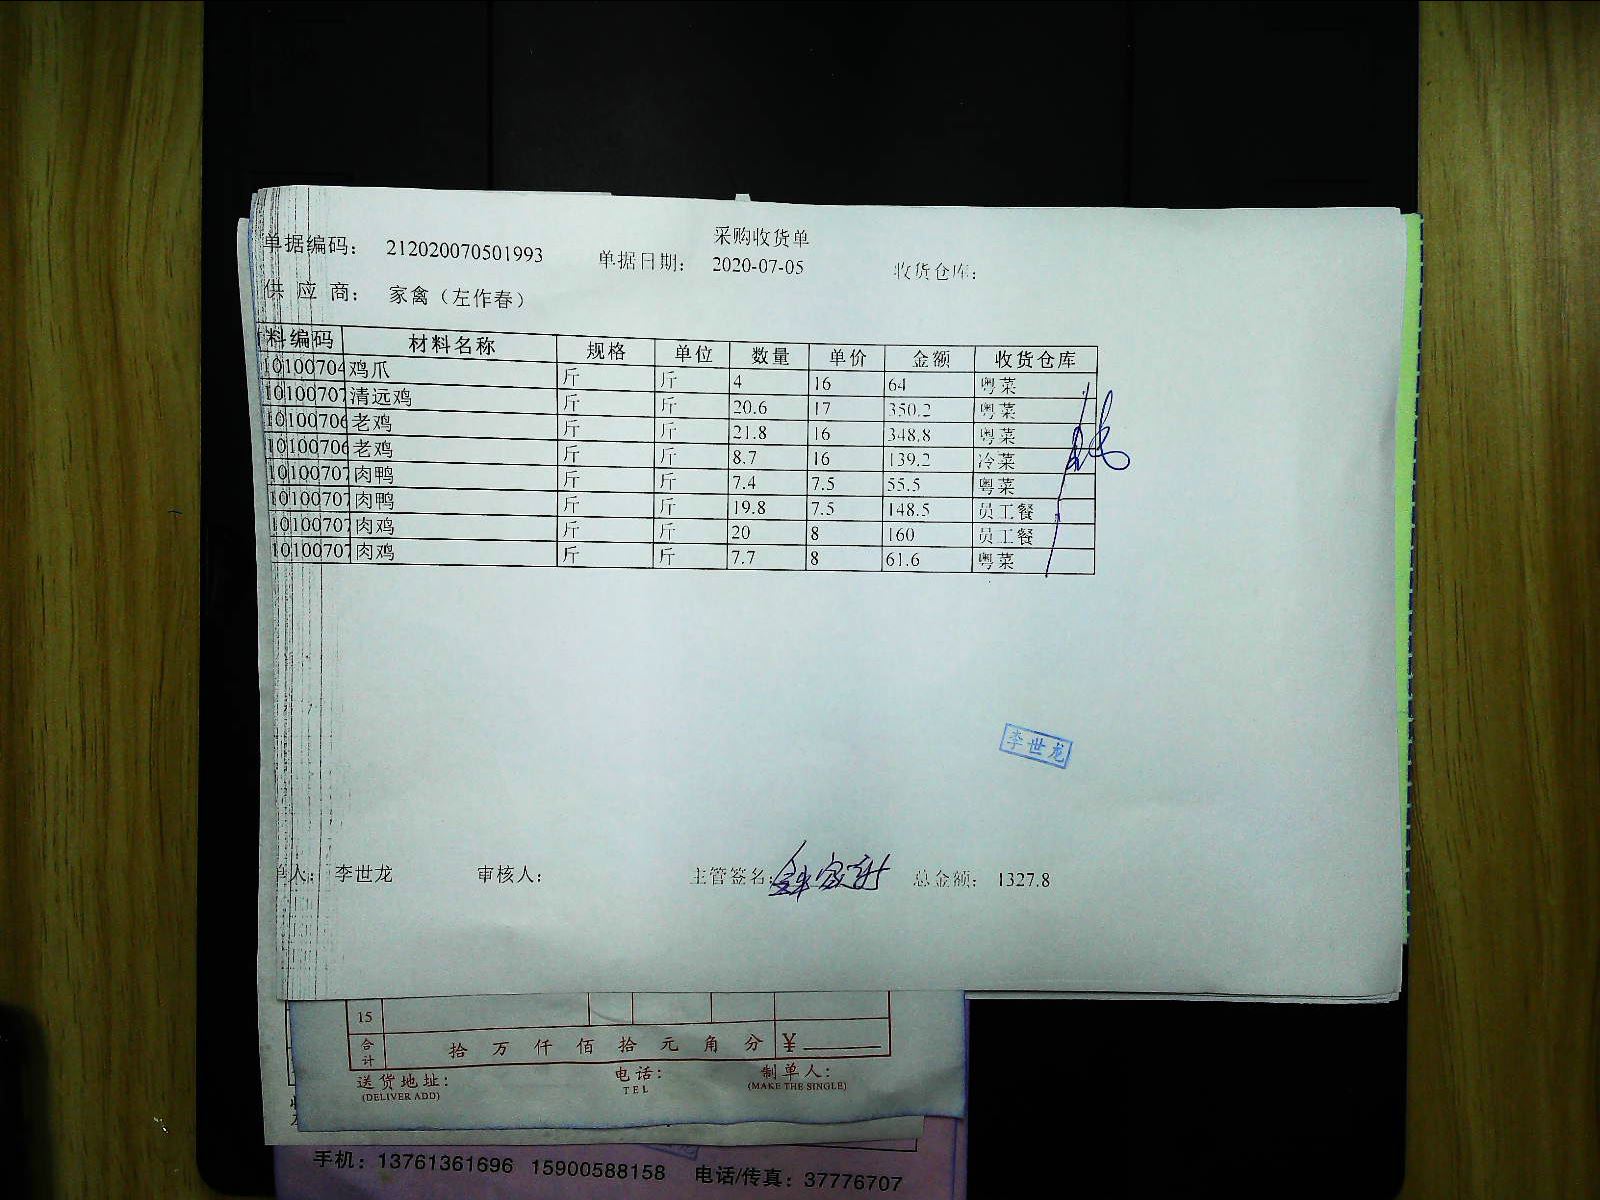 采购收货单
单据编码： 212020070501993 单据日期： 2020-07-05 收货仓库：
供 应 商： 家禽（左作春）
料编码 材料名称 规格 单位 数量 单价 金额 收货仓库
10100704 鸡爪 斤 斤 4 16 64 粤菜
10100707 清远鸡 斤 斤 20.6 17 350.2 粤菜
10100706 老鸡 斤 斤 21.8 16 348.8 粤菜
10100706 老鸡 斤 斤 8.7 16 139.2 冷菜
10100707 肉鸭 斤 斤 7.4 7.5 55.5 粤菜
10100707 肉鸭 斤 斤 19.8 7.5 148.5 员工餐
10100707 肉鸡 斤 斤 20 8 160 员工餐
10100707 肉鸡 斤 斤 7.7 8 61.6 粤菜
李世龙
单人： 李世龙 审核人： 主管签名： 总金额： 1327.8
15
合计 拾 万 仟 佰 拾 元 角 分 ¥
送货地址： 电话： 制单人：
(DELIVER ADD) TEL (MAKE THE SINGLE)
手机：13761361696 15900588158 电话/传真：37776707